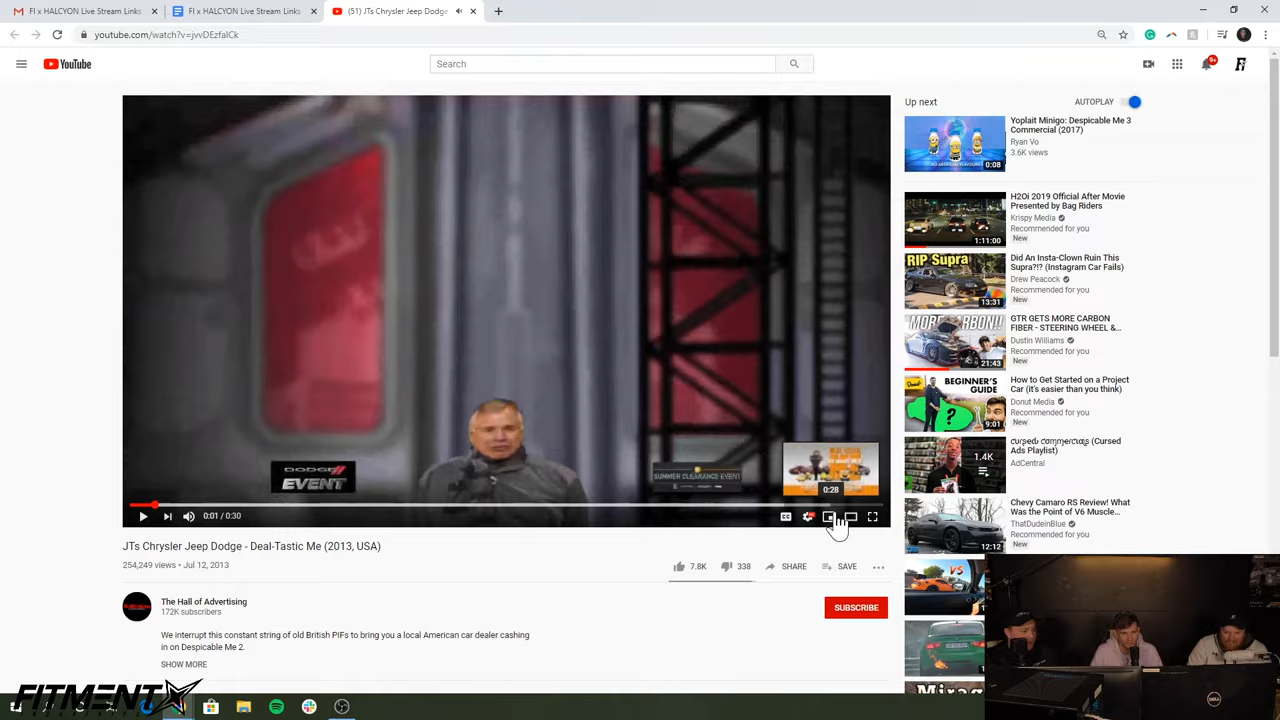 FI x HALCYON Live Stream Links
FI x HALCYON Live Stream Links
(51) JTs Chrysler Jeep Dodge
youtube.com/watch?v=jvvDEzfaICk
YouTube
Search
9+
Up next
AUTOPLAY
Yoplait Minigo: Despicable Me 3
Commercial (2017)
Ryan Vo
3.6K views
0:08
H2Oi 2019 Official After Movie
Presented by Bag Riders
Krispy Media
Recommended for you
New
1:11:00
RIP Supra
Did An Insta-Clown Ruin This
Supra?!? (Instagram Car Fails)
Drew Peacock
Recommended for you
New
13:31
MORE CARBON!!
GTR GETS MORE CARBON
FIBER - STEERING WHEEL &...
Dustin Williams
Recommended for you
New
21:43
BEGINNER'S
GUIDE
?
How to Get Started on a Project
Car (it's easier than you think)
Donut Media
Recommended for you
New
9:01
(Cursed
Ads Playlist)
AdCentral
1.4K
Chevy Camaro RS Review! What
Was the Point of V6 Muscle...
ThatDudeinBlue
Recommended for you
New
12:12
VS
DODGE
EVENT
SUMMER CLEARANCE EVENT
0:28
0:01 / 0:30
JTs Chrysler Jeep Dodge - Deal-Tastic Me (2013, USA)
254,249 views • Jul 12, 2013
7.8K
338
SHARE
SAVE
The Hall of Advertising
172K subscribers
SUBSCRIBE
We interrupt this constant string of old British PIFs to bring you a local American car dealer cashing
in on Despicable Me 2.
SHOW MORE
FITMENT
DELL